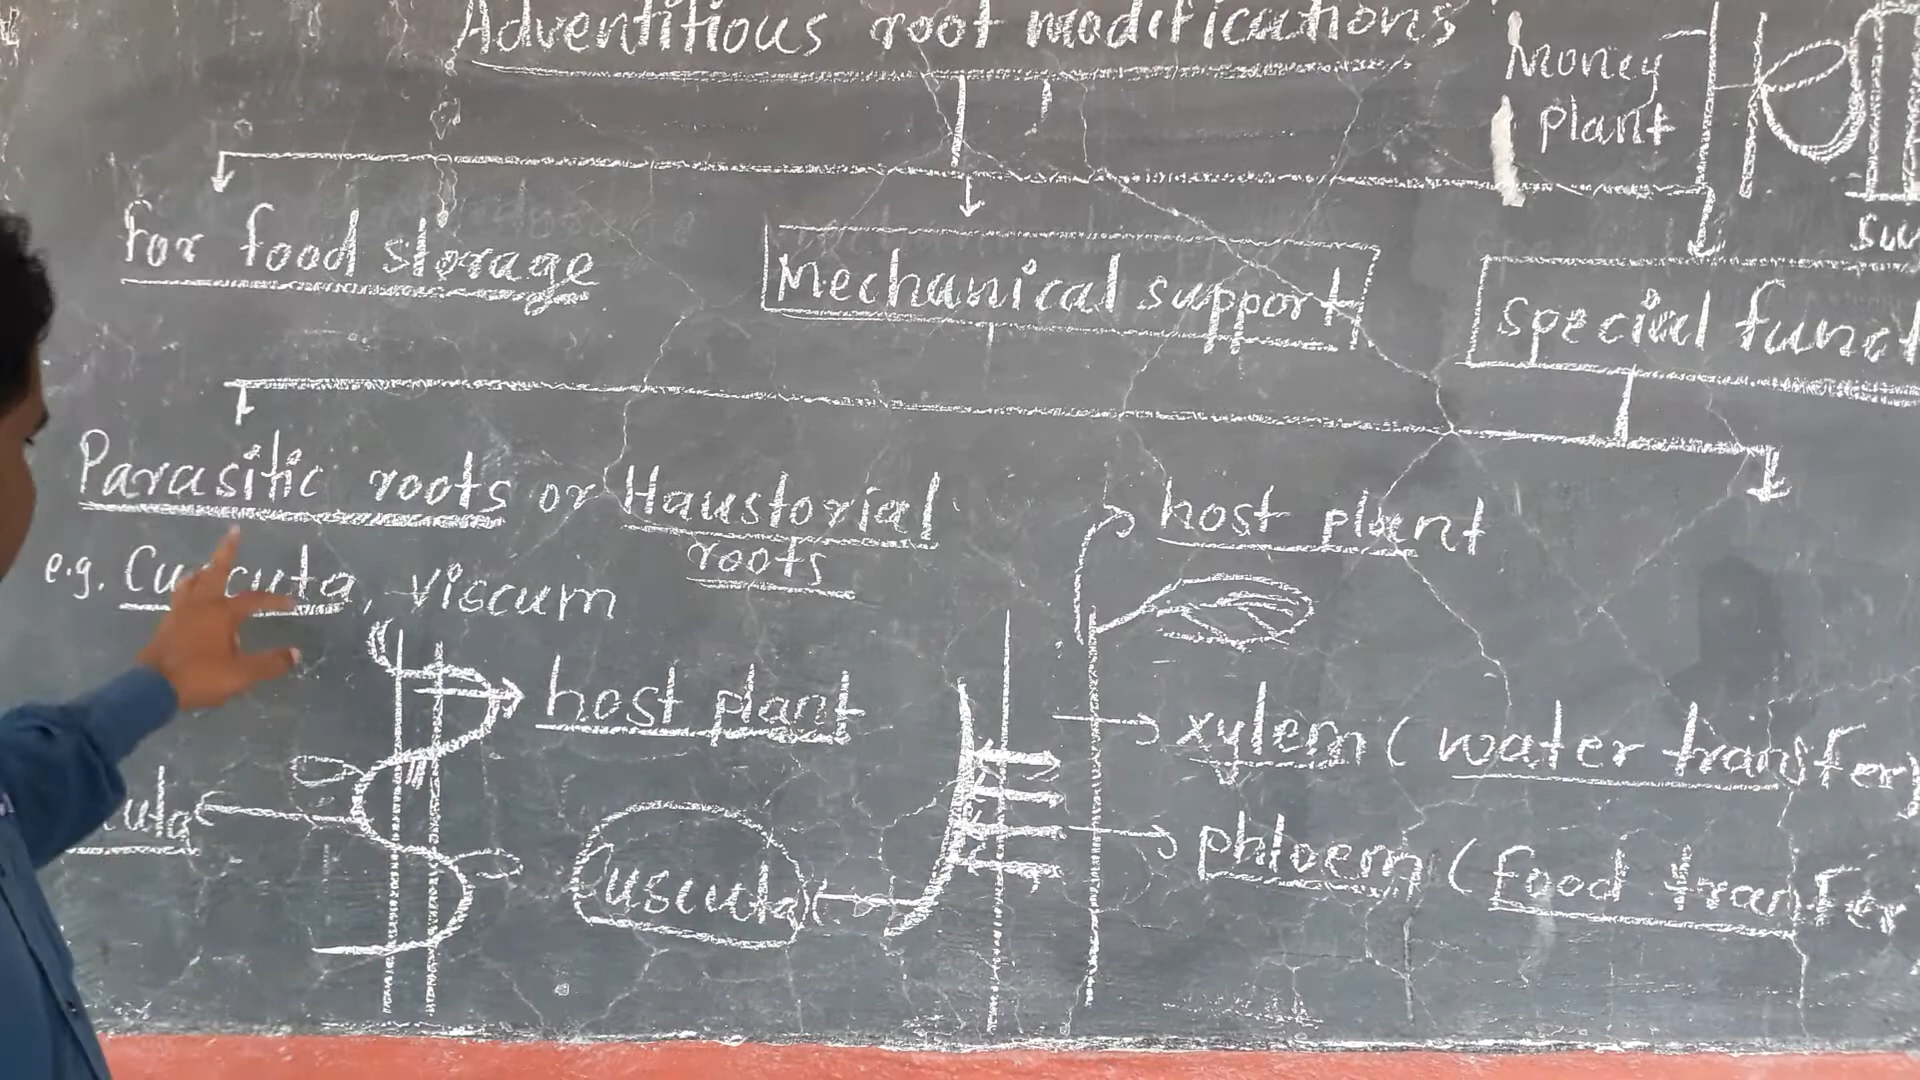 Adventitious root modifications
Money
plant
for food storage
Mechanical support
special funct
Parasitic roots or Haustorial
roots
e.g. Cuscuta, viscum
host plant
host plant
xylem (water transfer)
cuta
Cuscuta
phloem (food transfer